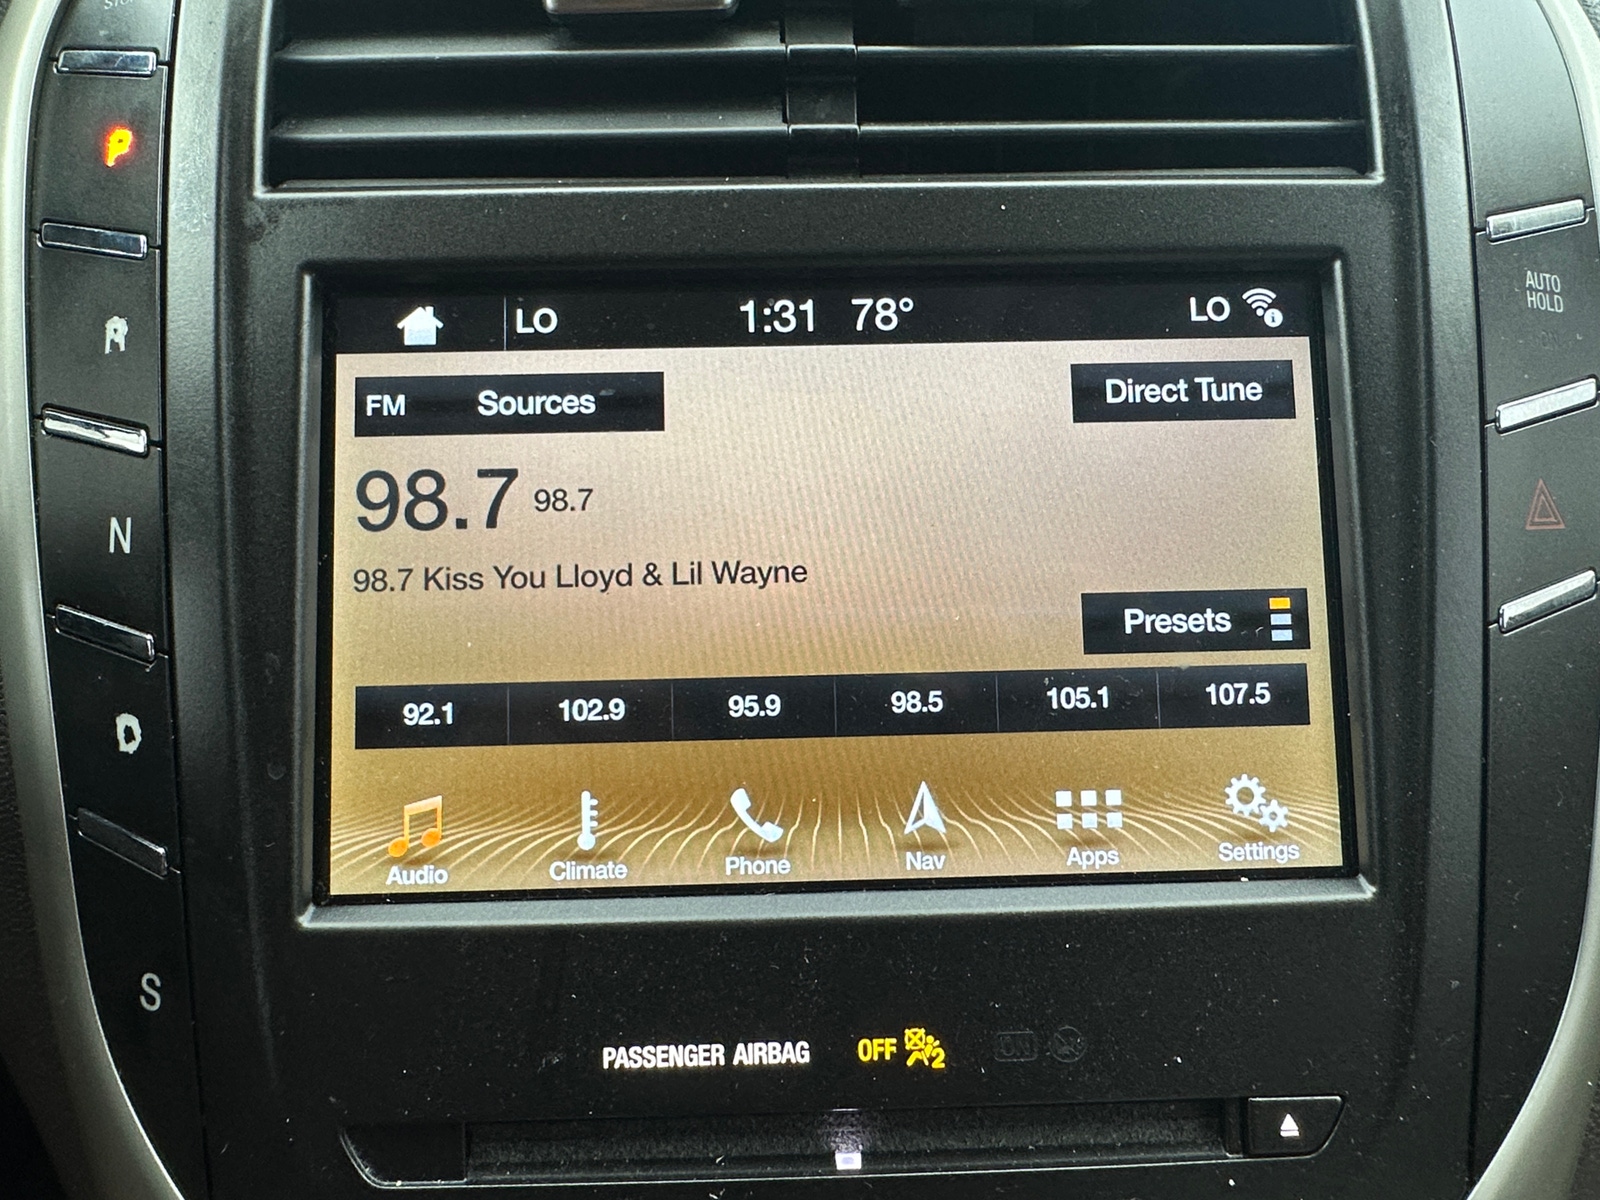 P
R
N
D
S
AUTO
HOLD
LO 1:31 78° LO
FM Sources
Direct Tune
98.7 98.7
98.7 Kiss You Lloyd & Lil Wayne
Presets
92.1 102.9 95.9 98.5 105.1 107.5
Audio Climate Phone Nav Apps Settings
PASSENGER AIRBAG OFF 2 ON